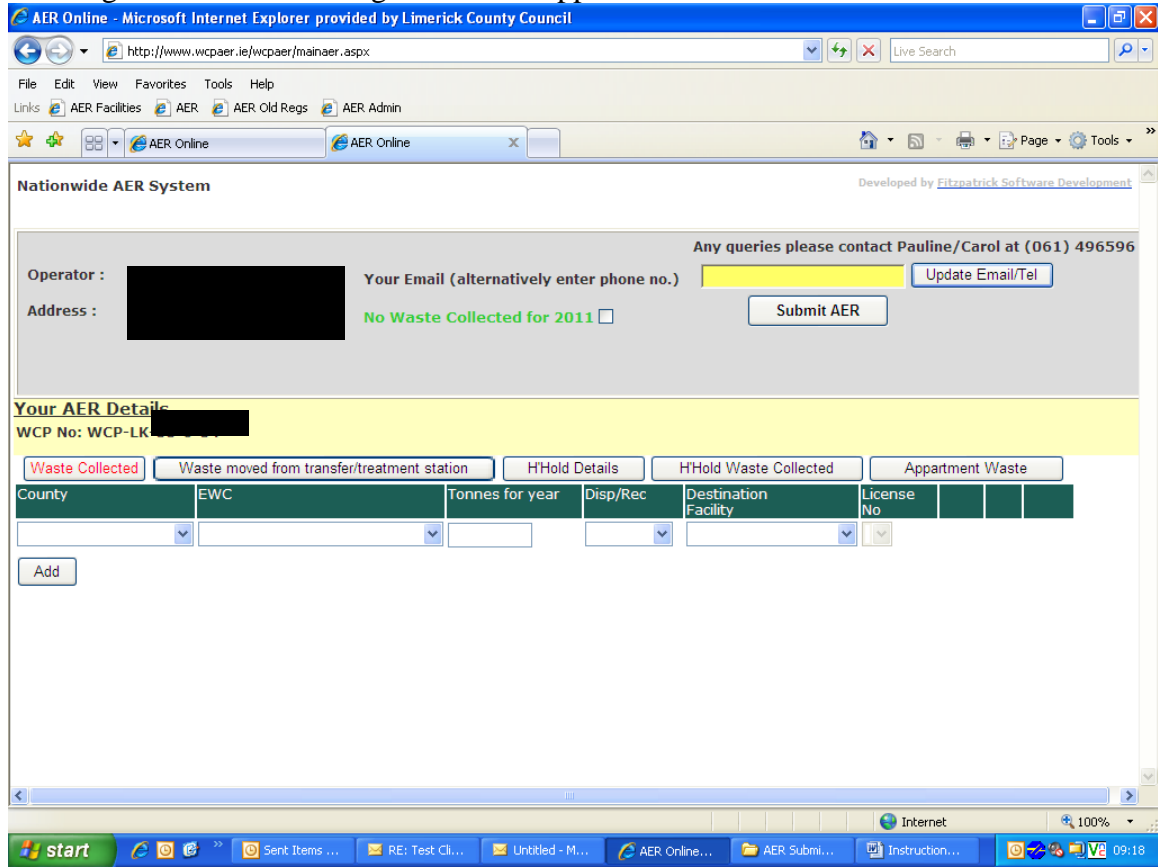 AER Online - Microsoft Internet Explorer provided by Limerick County Council
http://www.wcpaer.ie/wcpaer/mainaer.aspx
Live Search
File Edit View Favorites Tools Help
Links AER Facilities AER AER Old Regs AER Admin
AER Online AER Online Page Tools
Nationwide AER System
Developed by Fitzpatrick Software Development
Any queries please contact Pauline/Carol at (061) 496596
Operator :
Your Email (alternatively enter phone no.) Update Email/Tel
Address :
No Waste Collected for 2011 Submit AER
Your AER Details
WCP No: WCP-LK-
Waste Collected Waste moved from transfer/treatment station H'Hold Details H'Hold Waste Collected Appartment Waste
County EWC Tonnes for year Disp/Rec Destination Facility License No
Add
Internet 100%
start Sent Items ... RE: Test Cli... Untitled - M... AER Online... AER Submi... Instruction... 09:18